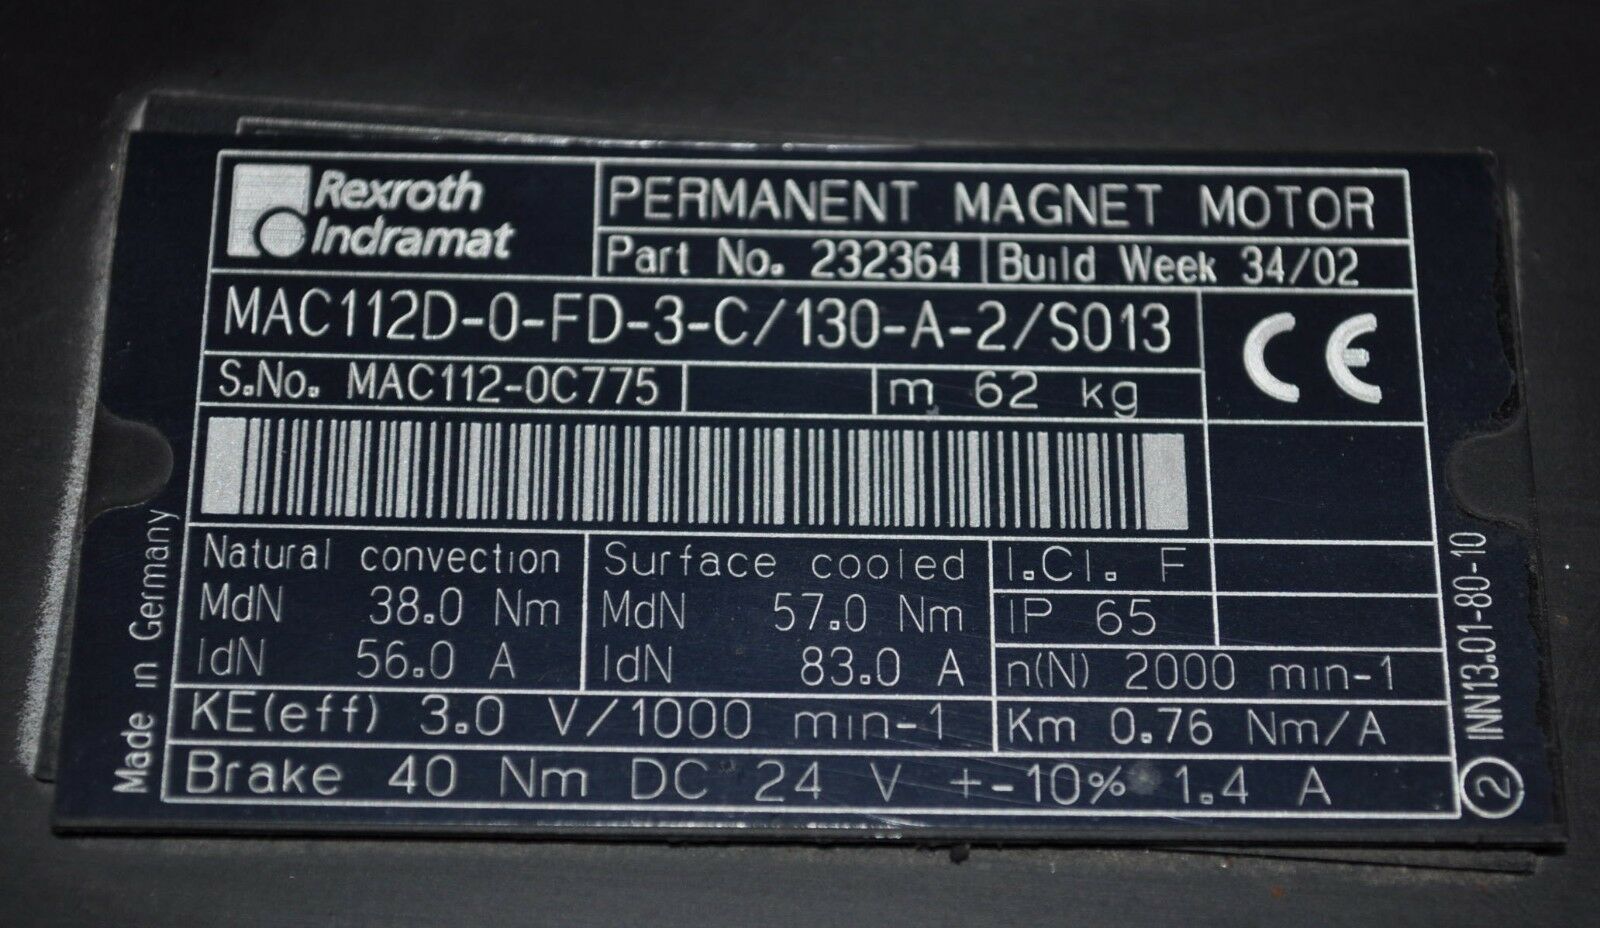 Rexroth
Indramat
PERMANENT MAGNET MOTOR
Part No. 232364
Build Week 34/02
MAC112D-0-FD-3-C/130-A-2/S013
CE
S.No. MAC112-0C775
m 62 kg
Natural convection
MdN 38.0 Nm
IdN 56.0 A
Surface cooled
MdN 57.0 Nm
IdN 83.0 A
I.Cl. F
IP 65
n(N) 2000 min-1
KE(eff) 3.0 V/1000 min-1
Km 0.76 Nm/A
Brake 40 Nm DC 24 V +-10% 1.4 A
Made in Germany
2 INN13.01-80-10